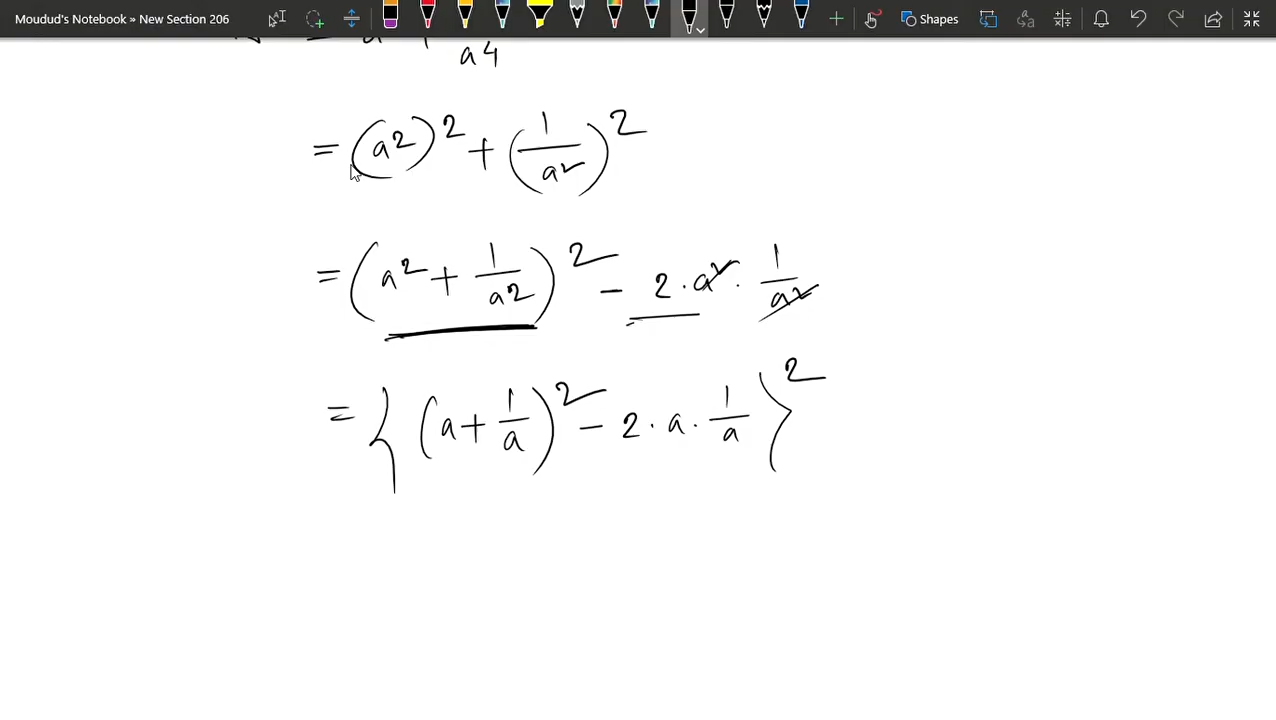 Moudud's Notebook » New Section 206
Shapes
a4
= (a²)² + (1/a²)²
= (a² + 1/a²)² - 2 · a² · 1/a²
= { (a + 1/a)² - 2 · a · 1/a }²